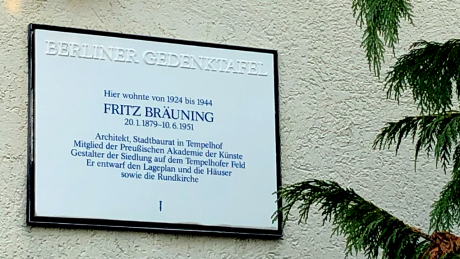 BERLINER GEDENKTAFEL
Hier wohnte von 1924 bis 1944
FRITZ BRÄUNING
20.1.1879–10.6.1951
Architekt, Stadtbaurat in Tempelhof
Mitglied der Preußischen Akademie der Künste
Gestalter der Siedlung auf dem Tempelhofer Feld
Er entwarf den Lageplan und die Häuser
sowie die Rundkirche